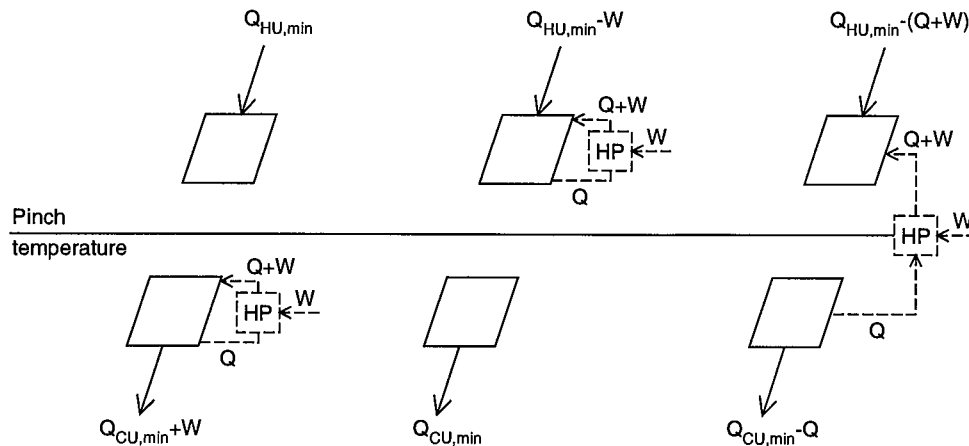 Q_HU,min
Q_HU,min-W
Q_HU,min-(Q+W)
Q+W
HP
W
Q
Q+W
Pinch
temperature
HP
W
Q+W
HP
W
Q
Q
Q_CU,min+W
Q_CU,min
Q_CU,min-Q